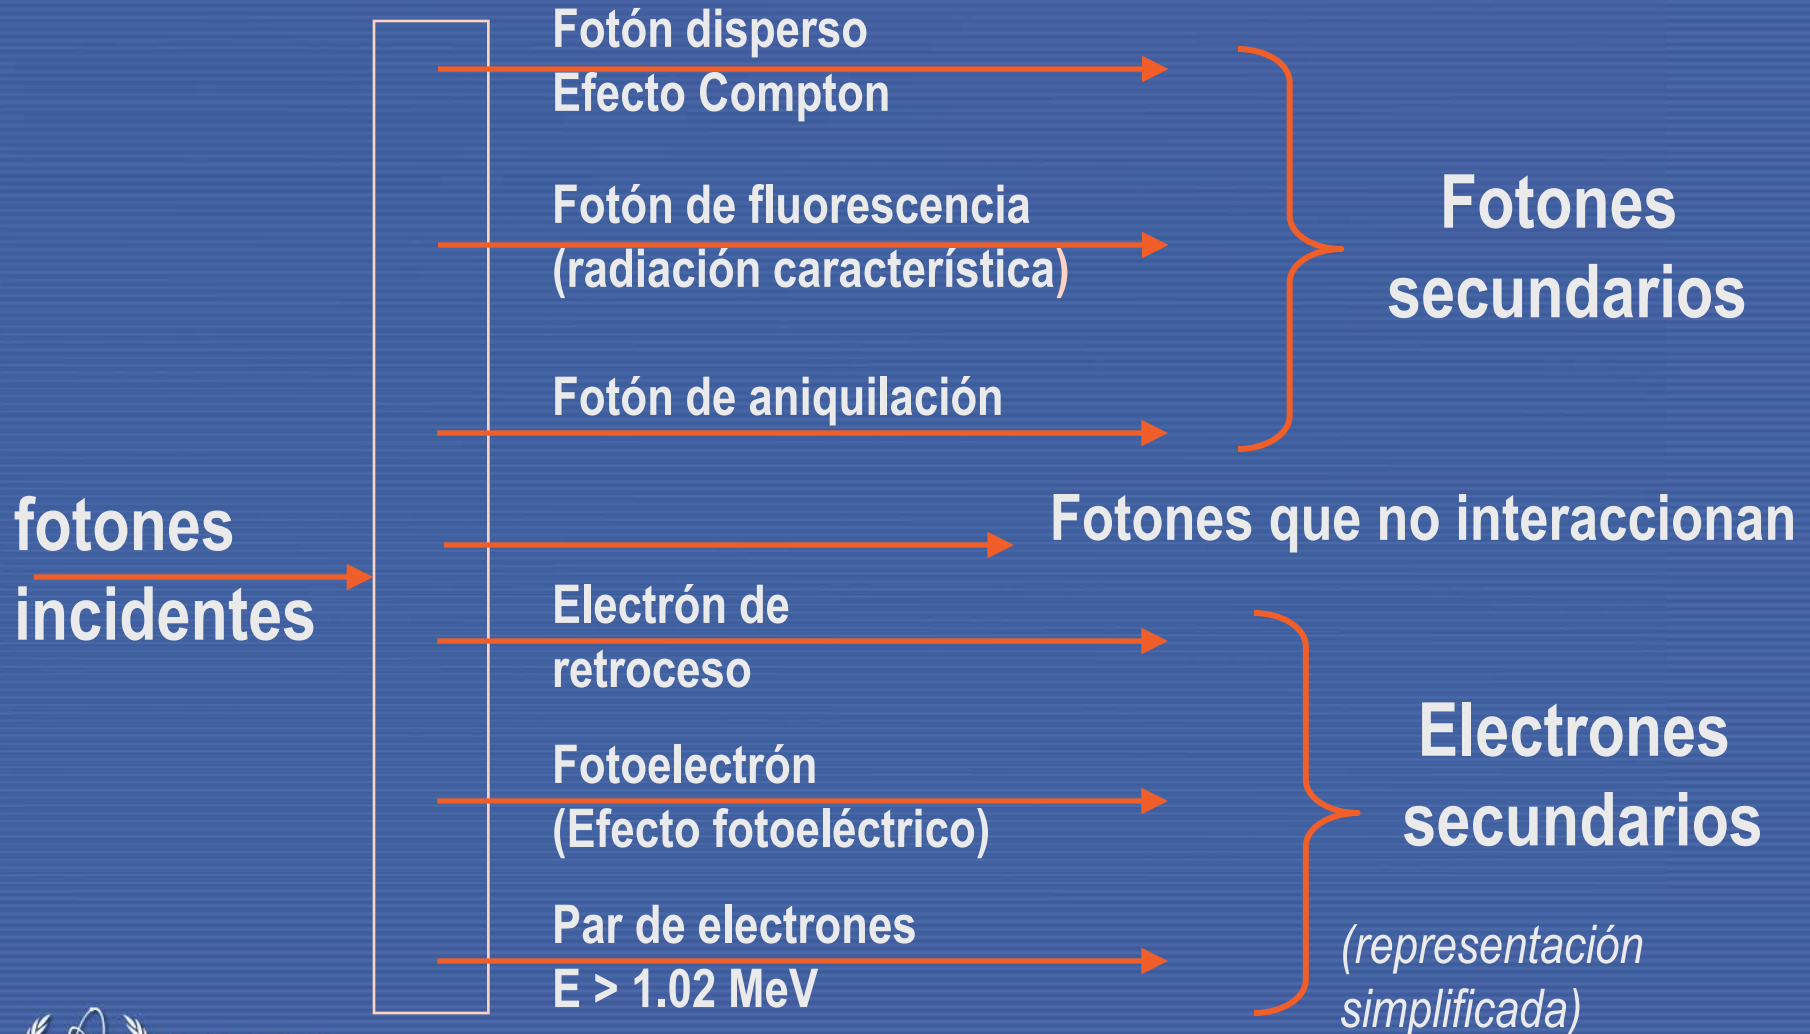 Fotón disperso
Efecto Compton
Fotón de fluorescencia
(radiación característica)
Fotones
secundarios
Fotón de aniquilación
Fotones que no interaccionan
fotones
incidentes
Electrón de
retroceso
Fotoelectrón
(Efecto fotoeléctrico)
Electrones
secundarios
Par de electrones
E > 1.02 MeV
(representación
simplificada)